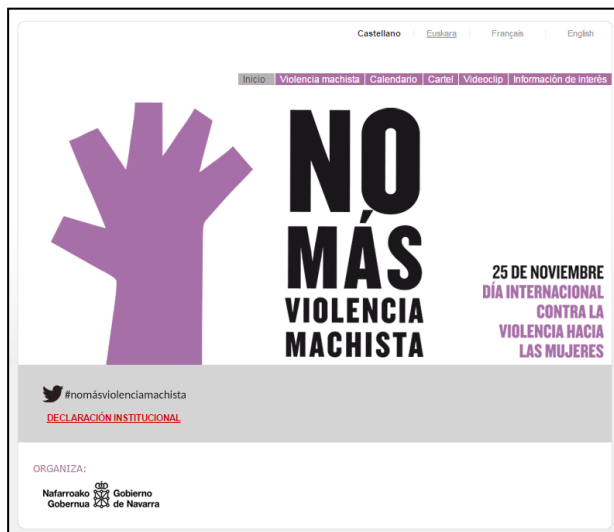 Castellano Euskara Français English
Inicio Violencia machista Calendario Cartel Videoclip Información de interés
NO
MÁS
VIOLENCIA
MACHISTA
25 DE NOVIEMBRE
DÍA INTERNACIONAL
CONTRA LA
VIOLENCIA HACIA
LAS MUJERES
#nomásviolenciamachista
DECLARACIÓN INSTITUCIONAL
ORGANIZA:
Nafarroako Gobierno
Gobernua de Navarra